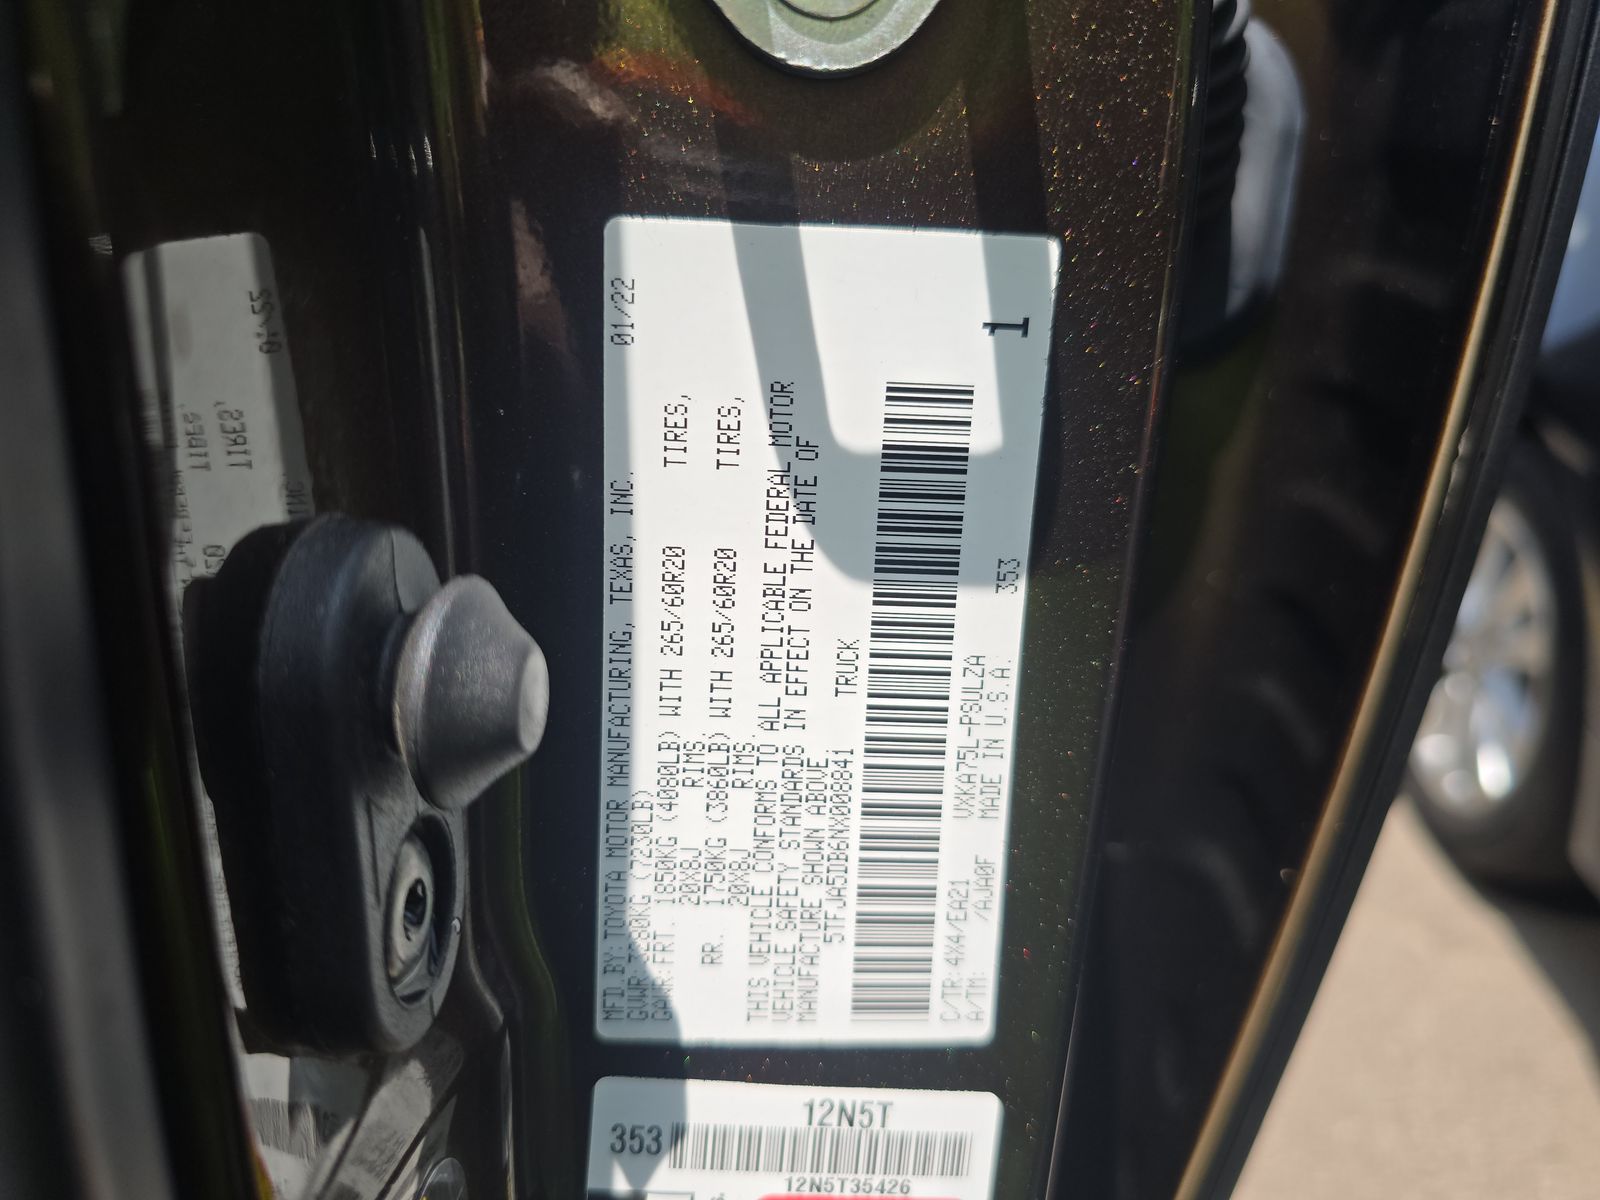 MFD.BY: TOYOTA MOTOR MANUFACTURING, TEXAS, INC. 01/22
GVWR: 3280KG (7230LB)
GAWR: FRT. 1850KG (4080LB) WITH 265/60R20 TIRES,
20X8J RIMS.
RR. 1750KG (3860LB) WITH 265/60R20 TIRES,
20X8J RIMS.
THIS VEHICLE CONFORMS TO ALL APPLICABLE FEDERAL MOTOR
VEHICLE SAFETY STANDARDS IN EFFECT ON THE DATE OF
MANUFACTURE SHOWN ABOVE
5TFJA5DB6NX008841 TRUCK
C/TR:4X4/EA21 VXKA75L-PSULZA 353 1
A/TM: /AJA0F MADE IN U.S.A.
12N5T
353
12N5T35426